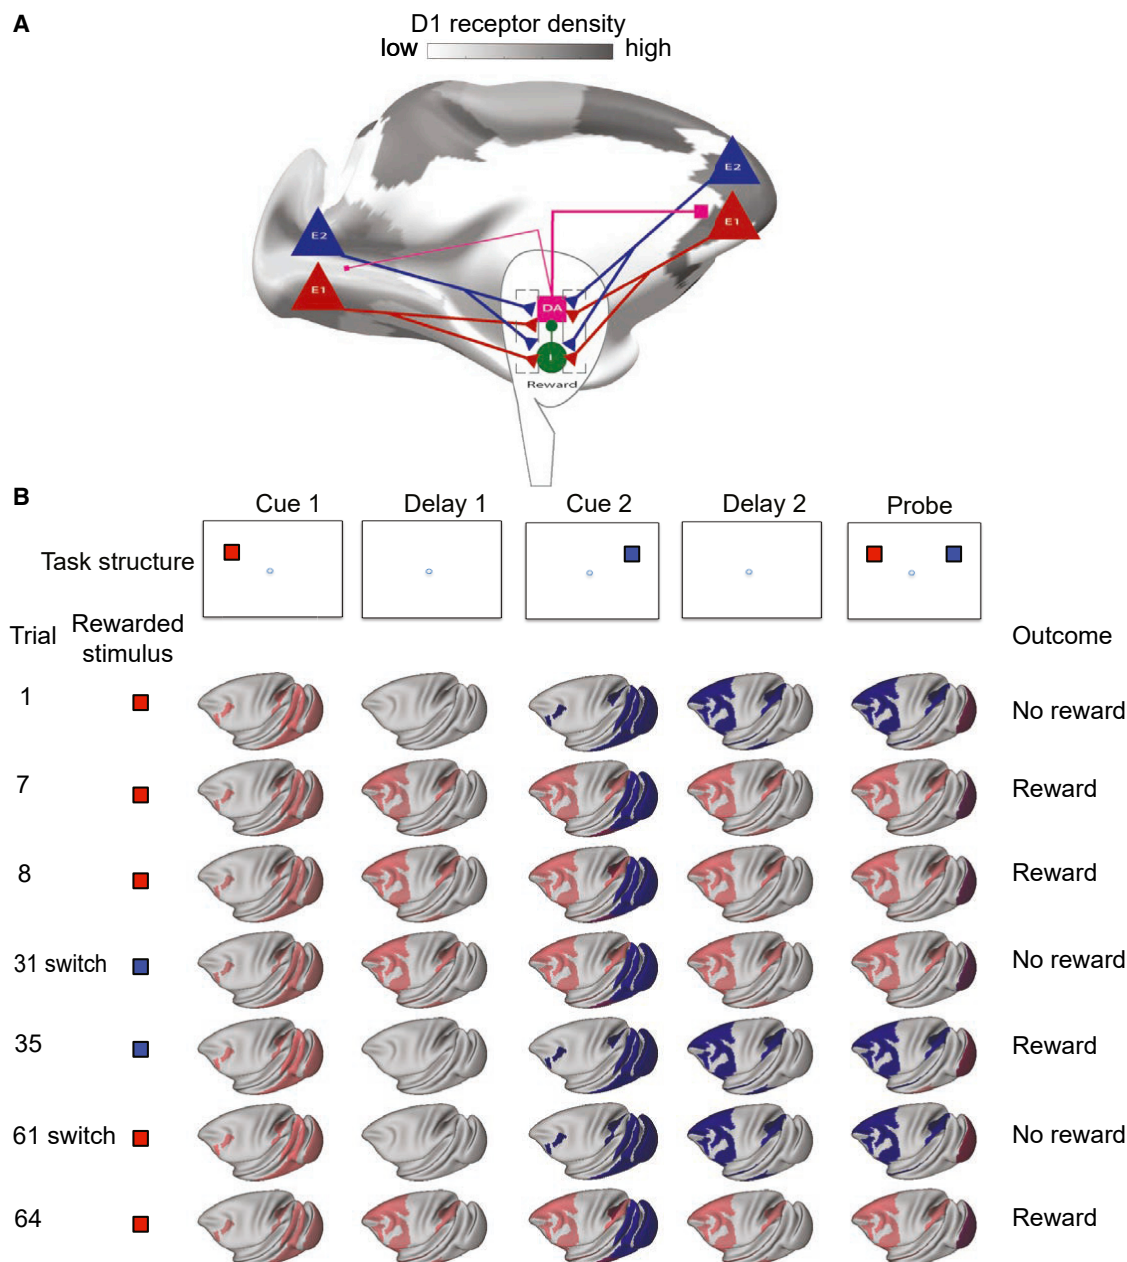 A
D1 receptor density
low high
E2
E1
E2
E1
DA
I
Reward
B
Cue 1 Delay 1 Cue 2 Delay 2 Probe
Task structure
Trial Rewarded stimulus Outcome
1 No reward
7 Reward
8 Reward
31 switch No reward
35 Reward
61 switch No reward
64 Reward